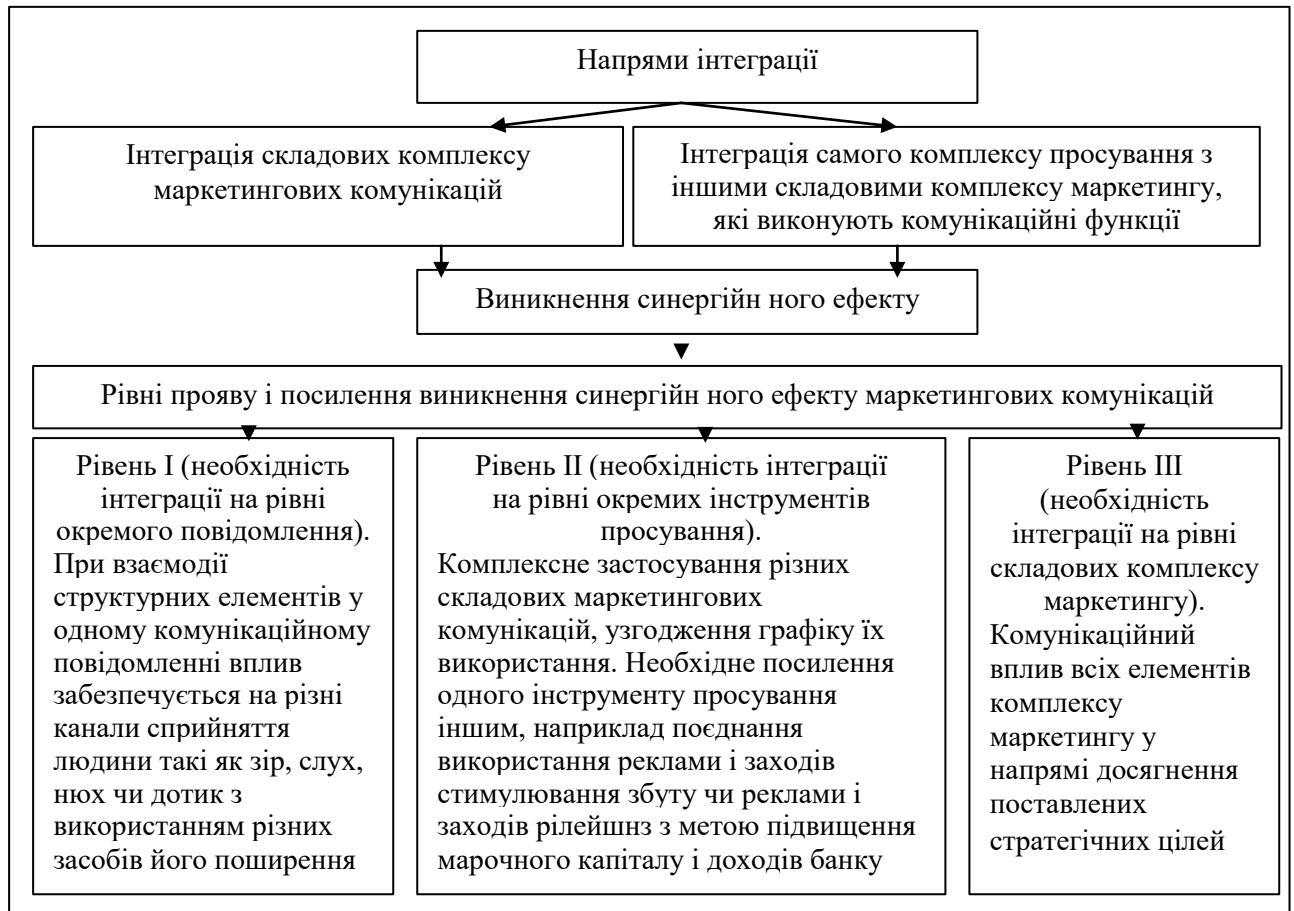 Напрями інтеграції
Інтеграція складових комплексу
маркетингових комунікацій
Інтеграція самого комплексу просування з
іншими складовими комплексу маркетингу,
які виконують комунікаційні функції
Виникнення синергійн ного ефекту
Рівні прояву і посилення виникнення синергійн ного ефекту маркетингових комунікацій
Рівень І (необхідність
інтеграції на рівні
окремого повідомлення).
При взаємодії
структурних елементів у
одному комунікаційному
повідомленні вплив
забезпечується на різні
канали сприйняття
людини такі як зір, слух,
нюх чи дотик з
використанням різних
засобів його поширення
Рівень ІІ (необхідність інтеграції
на рівні окремих інструментів
просування).
Комплексне застосування різних
складових маркетингових
комунікацій, узгодження графіку їх
використання. Необхідне посилення
одного інструменту просування
іншим, наприклад поєднання
використання реклами і заходів
стимулювання збуту чи реклами і
заходів рілейшнз з метою підвищення
марочного капіталу і доходів банку
Рівень ІІІ
(необхідність
інтеграції на рівні
складових комплексу
маркетингу).
Комунікаційний
вплив всіх елементів
комплексу
маркетингу у
напрямі досягнення
поставлених
стратегічних цілей